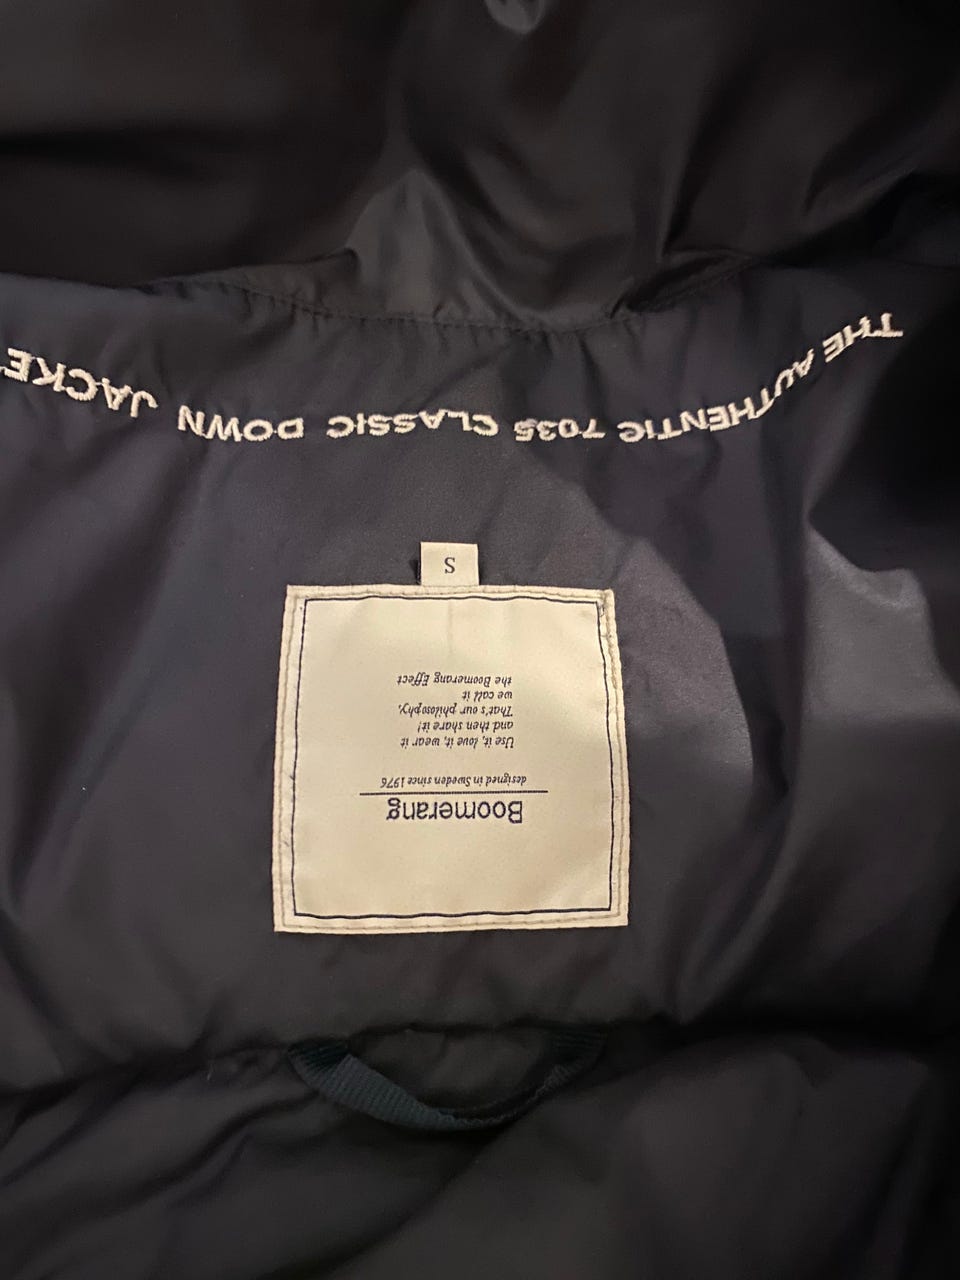 Boomerang
designed in Sweden since 1976
Use it, love it, wear it
and then share it!
That's our philosophy,
we call it
the Boomerang Effect
S
THE AUTHENTIC 7035 CLASSIC DOWN JACKET